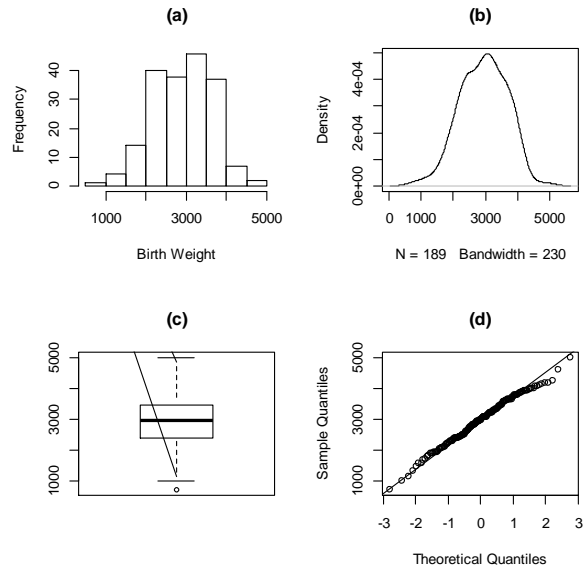 (a)
Frequency
0 10 20 30 40
1000 3000 5000
Birth Weight
(b)
Density
0e+00 2e-04 4e-04
0 1000 3000 5000
N = 189 Bandwidth = 230
(c)
1000 3000 5000
(d)
Sample Quantiles
1000 3000 5000
-3 -2 -1 0 1 2 3
Theoretical Quantiles